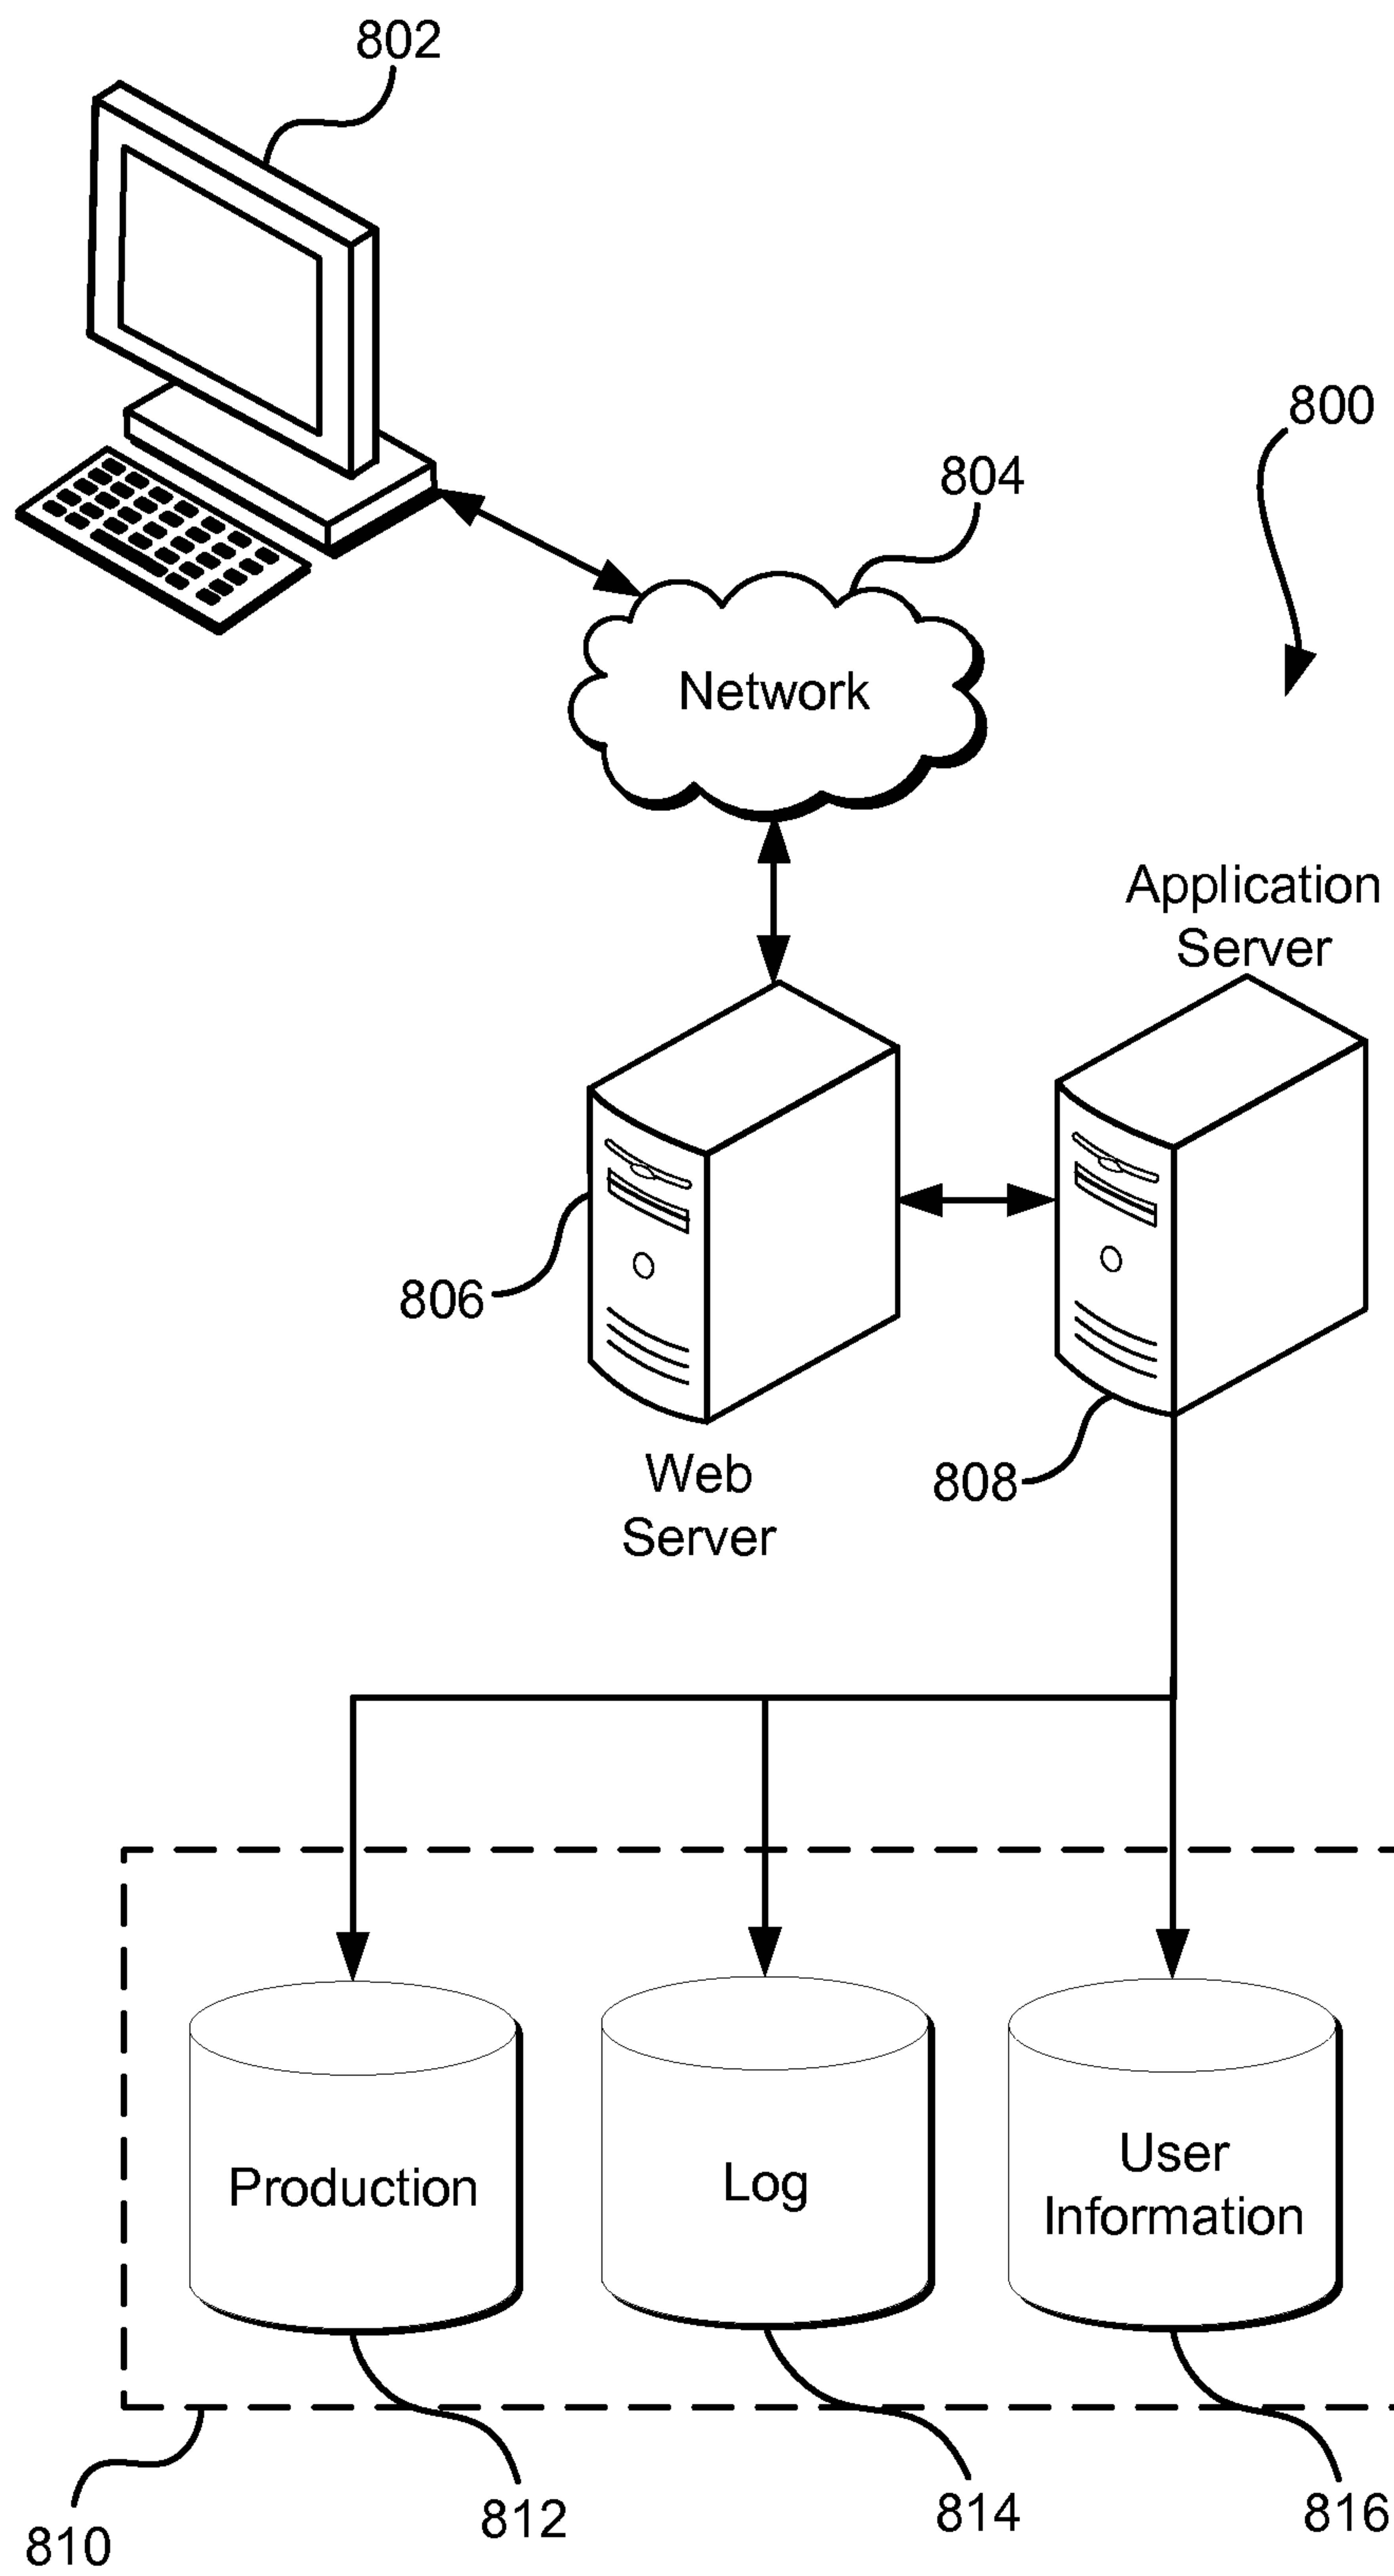 802
800
804
Network
Application
Server
806
Web
Server
808
Production
Log
User
Information
810
812
814
816